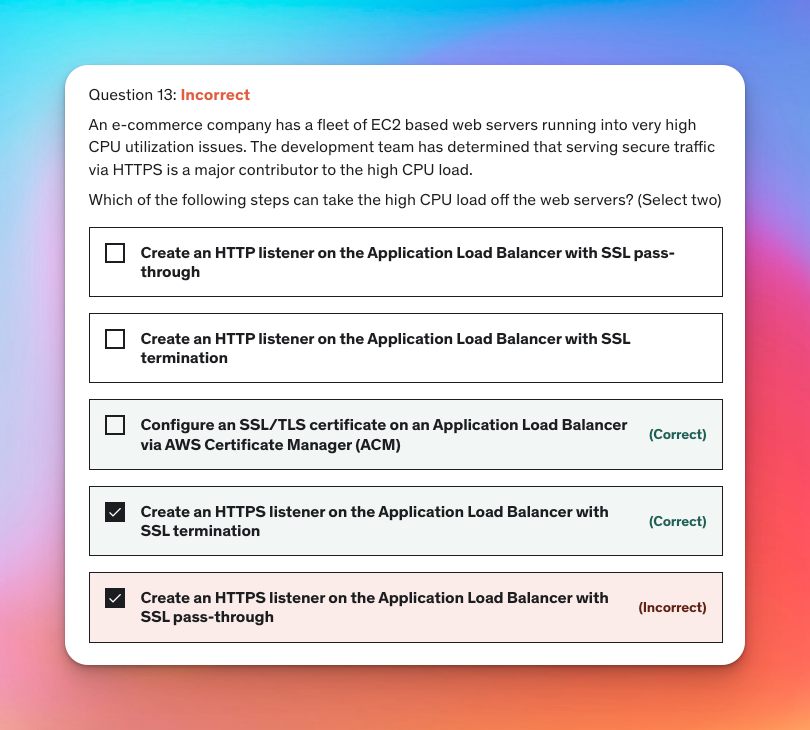 Question 13: Incorrect
An e-commerce company has a fleet of EC2 based web servers running into very high
CPU utilization issues. The development team has determined that serving secure traffic
via HTTPS is a major contributor to the high CPU load.
Which of the following steps can take the high CPU load off the web servers? (Select two)
Create an HTTP listener on the Application Load Balancer with SSL pass-
through
Create an HTTP listener on the Application Load Balancer with SSL
termination
Configure an SSL/TLS certificate on an Application Load Balancer
via AWS Certificate Manager (ACM)
(Correct)
Create an HTTPS listener on the Application Load Balancer with
SSL termination
(Correct)
Create an HTTPS listener on the Application Load Balancer with
SSL pass-through
(Incorrect)